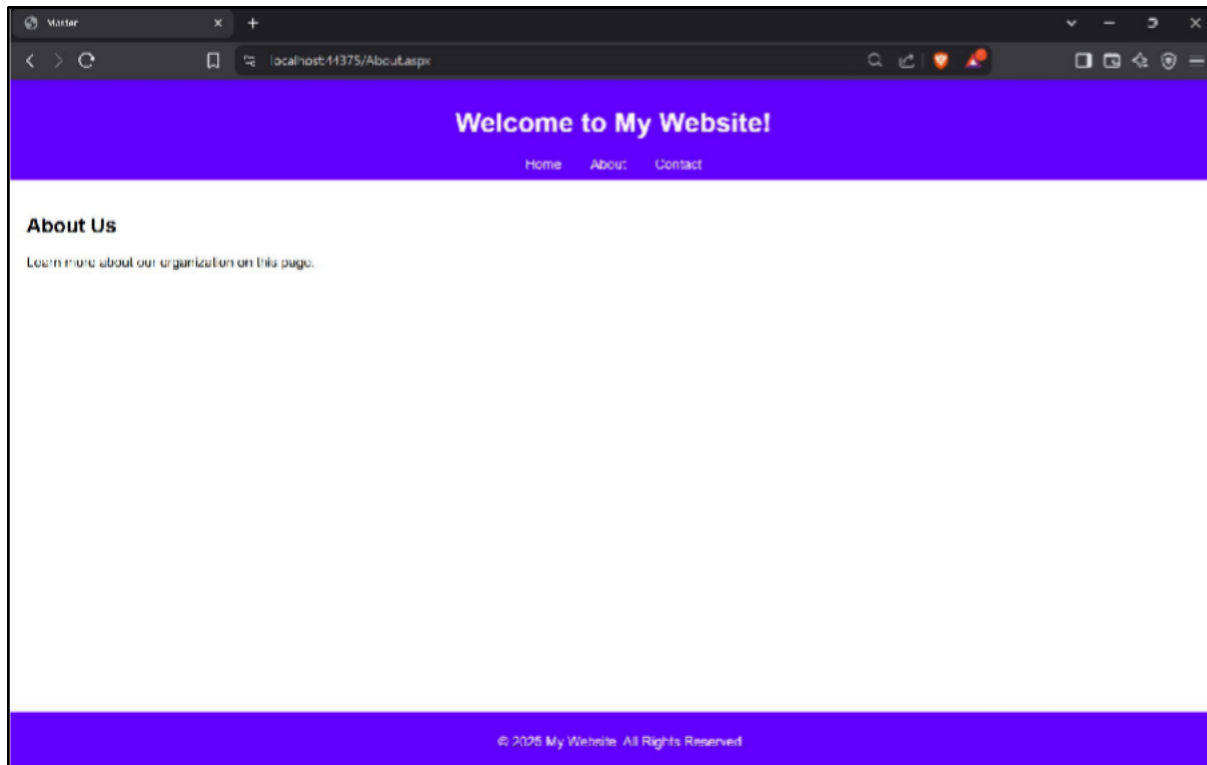 Master
localhost:44375/About.aspx
Welcome to My Website!
Home About Contact
About Us
Learn more about our organization on this page.
© 2025 My Website. All Rights Reserved